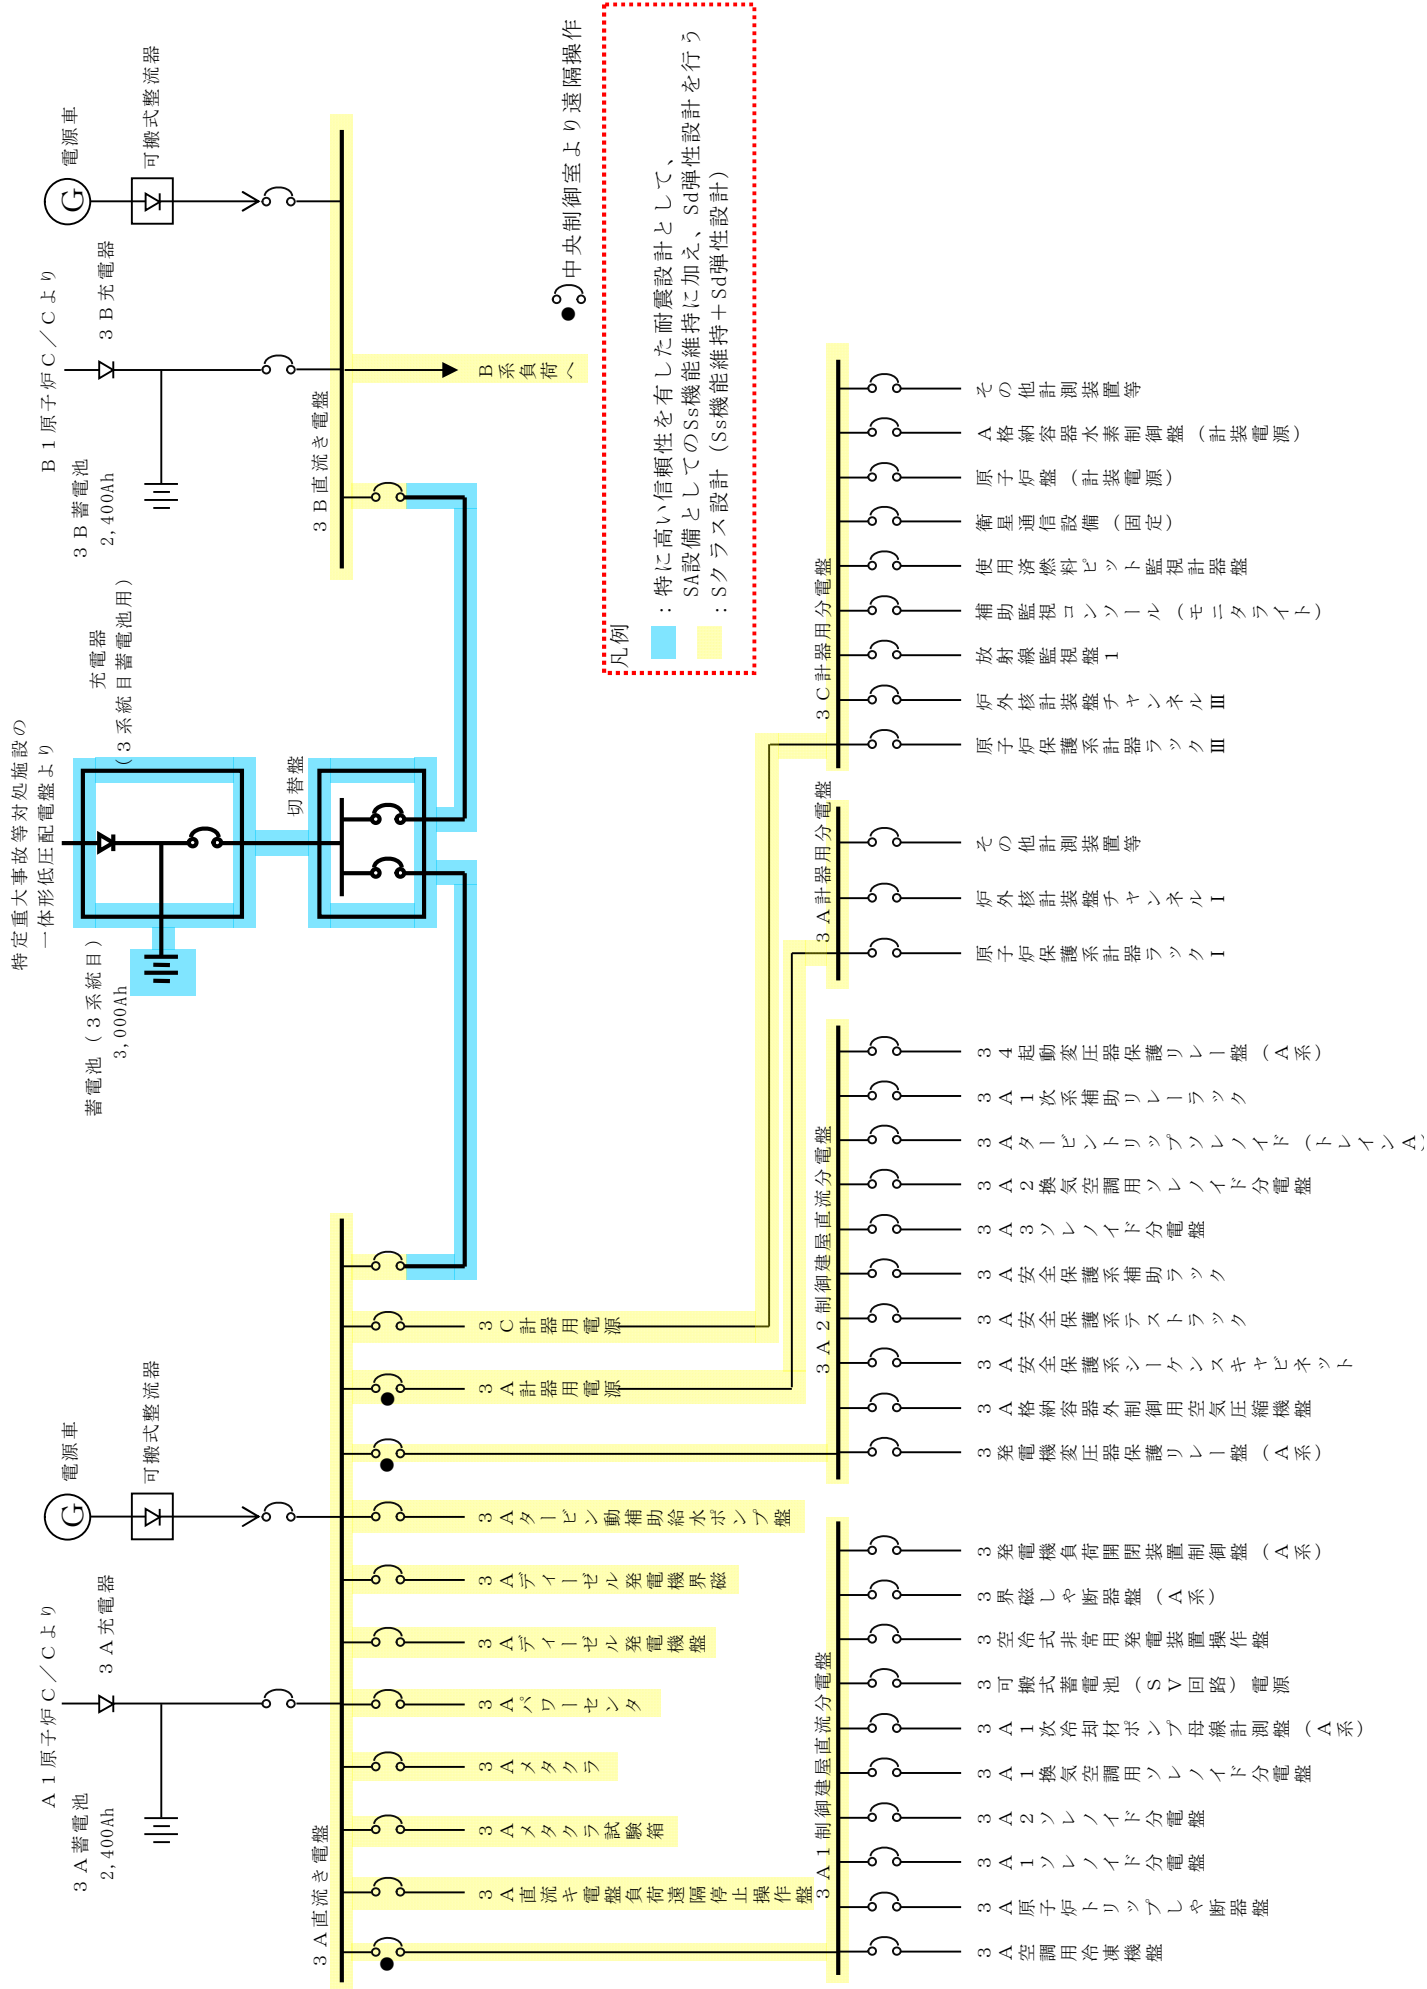 A1原子炉C/Cより
3A充電器
3A蓄電池
2,400Ah
G
電源車
可搬式整流器
特定重大事故等対処施設の
一体形低圧配電盤より
充電器
(3系統目蓄電池用)
蓄電池(3系統目)
3,000Ah
切替盤
B1原子炉C/Cより
3B充電器
3B蓄電池
2,400Ah
G
電源車
可搬式整流器
3A直流き電盤
3B直流き電盤
B系負荷へ
中央制御室より遠隔操作
凡例
:特に高い信頼性を有した耐震設計として、
SA設備としてのSs機能維持に加え、Sd弾性設計を行う
:Sクラス設計(Ss機能維持+Sd弾性設計)
3A直流キ電盤負荷遠隔停止操作盤
3Aメタクラ試験箱
3Aメタクラ
3Aパワーセンタ
3Aディーゼル発電機盤
3Aディーゼル発電機界磁
3Aタービン動補助給水ポンプ盤
3A計器用電源
3C計器用電源
3A1制御建屋直流分電盤
3A空調用冷凍機盤
3A原子炉トリップしゃ断器盤
3A1ソレノイド分電盤
3A2ソレノイド分電盤
3A1換気空調用ソレノイド分電盤
3A1次冷却材ポンプ母線計測盤(A系)
3可搬式蓄電池(SV回路)電源
3空冷式非常用発電装置操作盤
3界磁しゃ断器盤(A系)
3発電機負荷開閉装置制御盤(A系)
3A2制御建屋直流分電盤
3発電機変圧器保護リレー盤(A系)
3A格納容器外制御用空気圧縮機盤
3A安全保護系シーケンスキャビネット
3A安全保護系テストラック
3A安全保護系補助ラック
3A3ソレノイド分電盤
3A2換気空調用ソレノイド分電盤
3Aタービントリップソレノイド(トレインA)
3A1次系補助リレーラック
34起動変圧器保護リレー盤(A系)
3A計器用分電盤
原子炉保護系計器ラックⅠ
炉外核計装盤チャンネルⅠ
その他計測装置等
3C計器用分電盤
原子炉保護系計器ラックⅢ
炉外核計装盤チャンネルⅢ
放射線監視盤1
補助監視コンソール(モニタライト)
使用済燃料ピット監視計器盤
衛星通信設備(固定)
原子炉盤(計装電源)
A格納容器水素制御盤(計装電源)
その他計測装置等